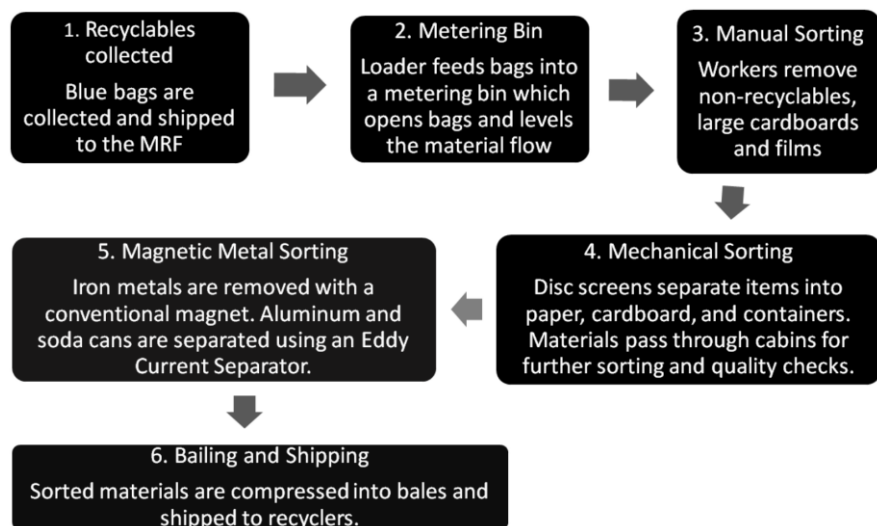 1. Recyclables
collected
Blue bags are
collected and shipped
to the MRF
2. Metering Bin
Loader feeds bags into
a metering bin which
opens bags and levels
the material flow
3. Manual Sorting
Workers remove
non-recyclables,
large cardboards
and films
4. Mechanical Sorting
Disc screens separate items into
paper, cardboard, and containers.
Materials pass through cabins for
further sorting and quality checks.
5. Magnetic Metal Sorting
Iron metals are removed with a
conventional magnet. Aluminum and
soda cans are separated using an Eddy
Current Separator.
6. Bailing and Shipping
Sorted materials are compressed into bales and
shipped to recyclers.